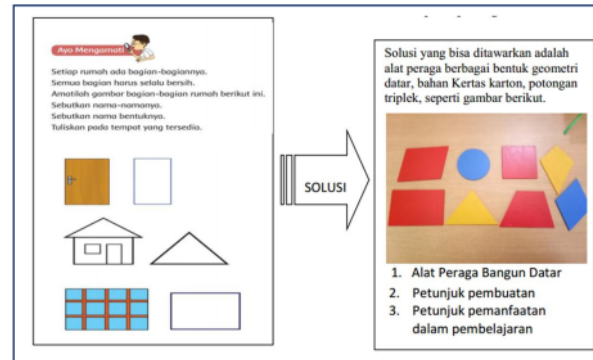 Ayo Mengamati
Setiap rumah ada bagian-bagiannya.
Semua bagian harus selalu bersih.
Amatilah gambar bagian-bagian rumah berikut ini.
Sebutkan nama-namanya.
Sebutkan nama bentuknya.
Tuliskan pada tempat yang tersedia.
SOLUSI
Solusi yang bisa ditawarkan adalah
alat peraga berbagai bentuk geometri
datar, bahan Kertas karton, potongan
triplek, seperti gambar berikut.
1. Alat Peraga Bangun Datar
2. Petunjuk pembuatan
3. Petunjuk pemanfaatan
dalam pembelajaran